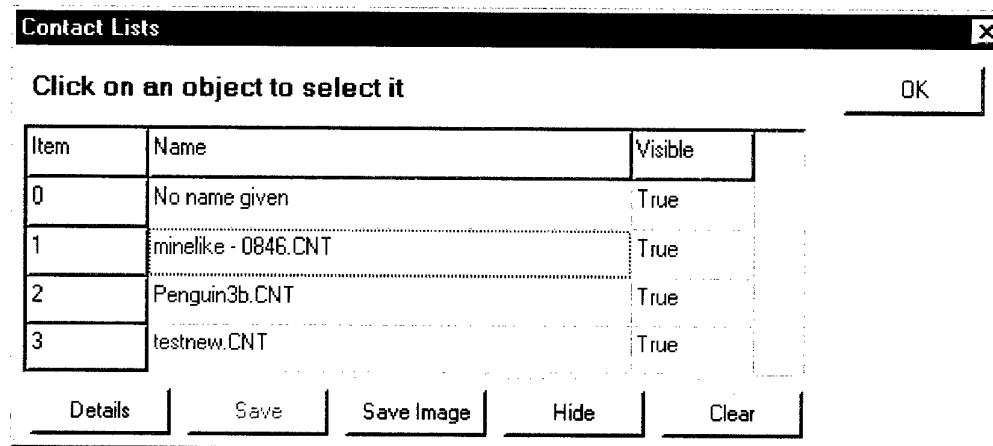 Contact Lists X
Click on an object to select it OK
Item Name Visible
0 No name given True
1 minelike - 0846.CNT True
2 Penguin3b.CNT True
3 testnew.CNT True
Details Save Save Image Hide Clear